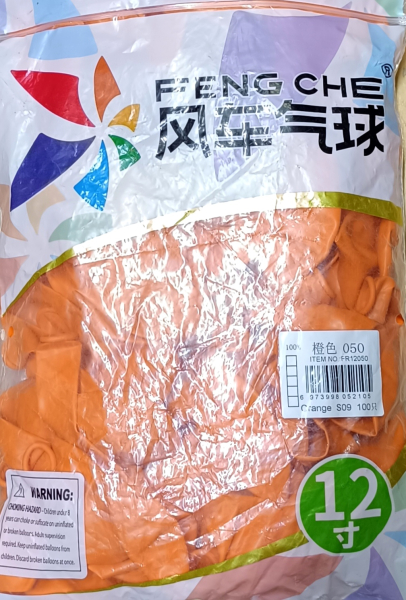 FENG CHE®
风车气球
100%
橙色 050
ITEM NO:FR12050
6 973998 052105
Orange S09 100只
WARNING:
CHOKING HAZARD - Children under 8
years can choke or suffocate on uninflated
or broken balloons. Adult supervision
required. Keep uninflated balloons from
children. Discard broken balloons at once.
12
寸